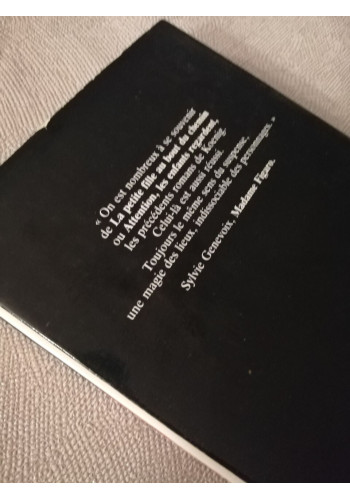 « On est nombreux à se souvenir
de La petite fille au bout du chemin
ou Attention, les enfants regardent,
les précédents romans de Koenig.
Celui-là est aussi réussi.
Toujours le même sens du suspense,
une magie des lieux, indissociable des personnages. »
Sylvie Genevoix, Madame Figaro.